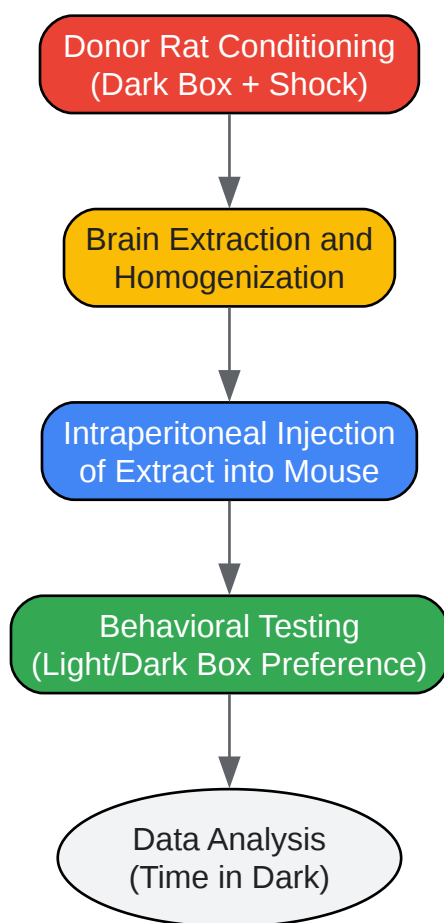 Donor Rat Conditioning
(Dark Box + Shock)
Brain Extraction and
Homogenization
Intraperitoneal Injection
of Extract into Mouse
Behavioral Testing
(Light/Dark Box Preference)
Data Analysis
(Time in Dark)